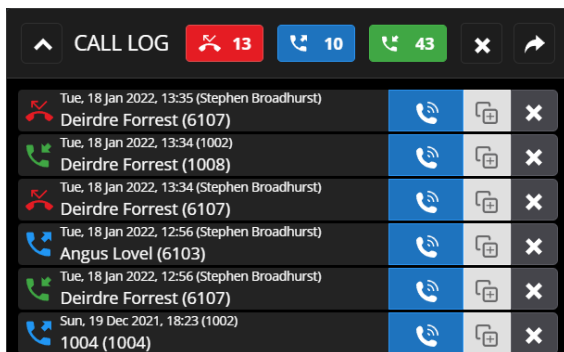 CALL LOG 13 10 43
Tue, 18 Jan 2022, 13:35 (Stephen Broadhurst)
Deirdre Forrest (6107)
Tue, 18 Jan 2022, 13:34 (1002)
Deirdre Forrest (1008)
Tue, 18 Jan 2022, 13:34 (Stephen Broadhurst)
Deirdre Forrest (6107)
Tue, 18 Jan 2022, 12:56 (Stephen Broadhurst)
Angus Lovel (6103)
Tue, 18 Jan 2022, 12:56 (Stephen Broadhurst)
Deirdre Forrest (6107)
Sun, 19 Dec 2021, 18:23 (1002)
1004 (1004)